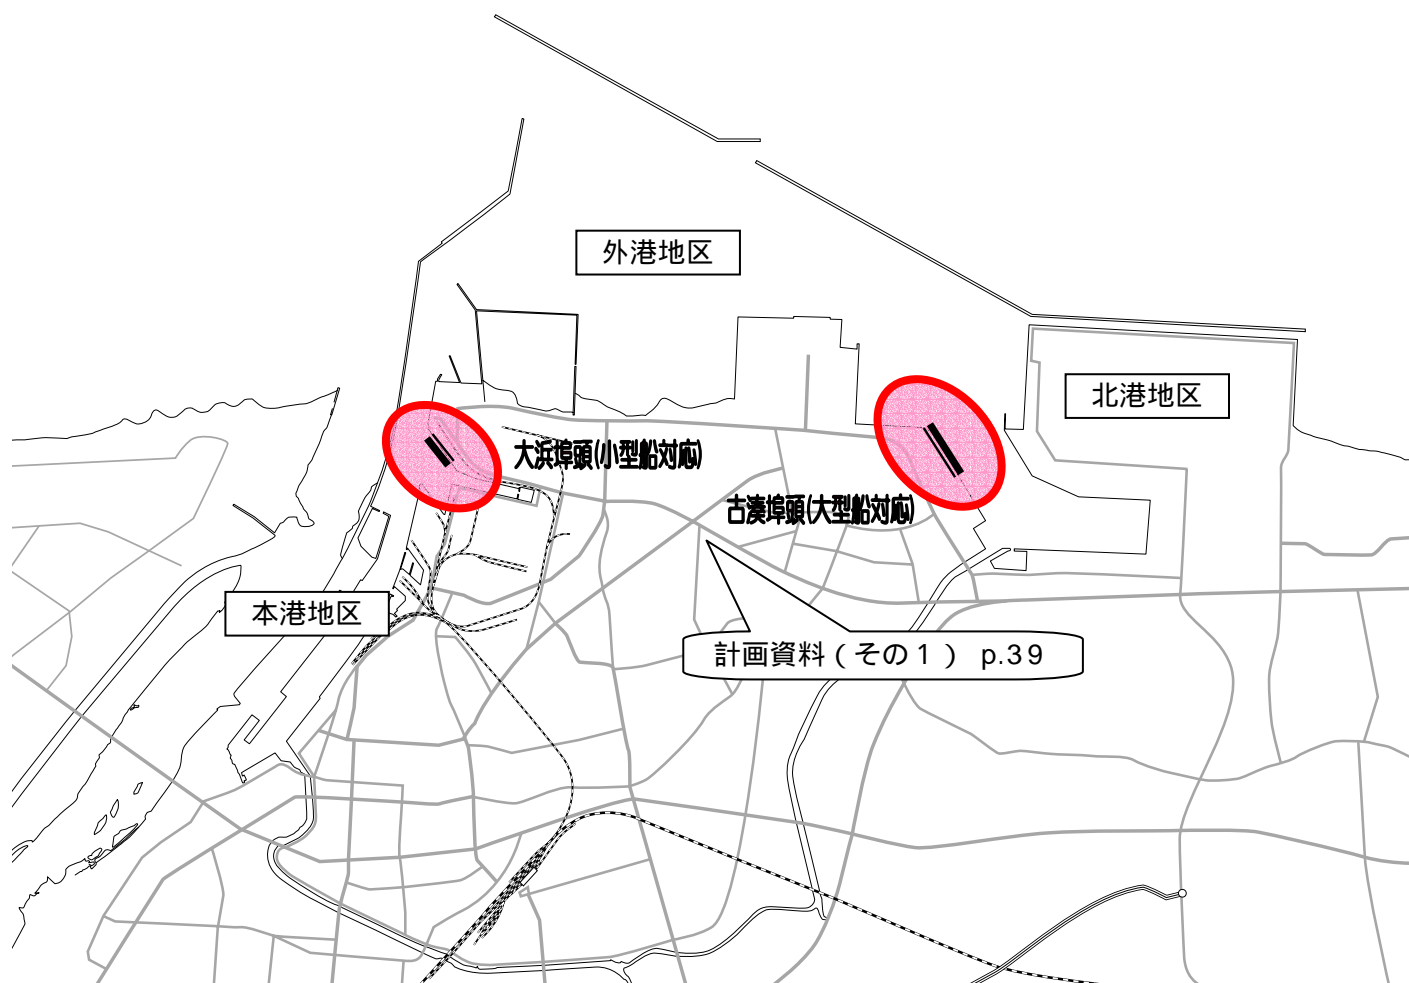 外港地区
北港地区
大浜埠頭(小型船対応)
古湊埠頭(大型船対応)
本港地区
計画資料（その１） p.39